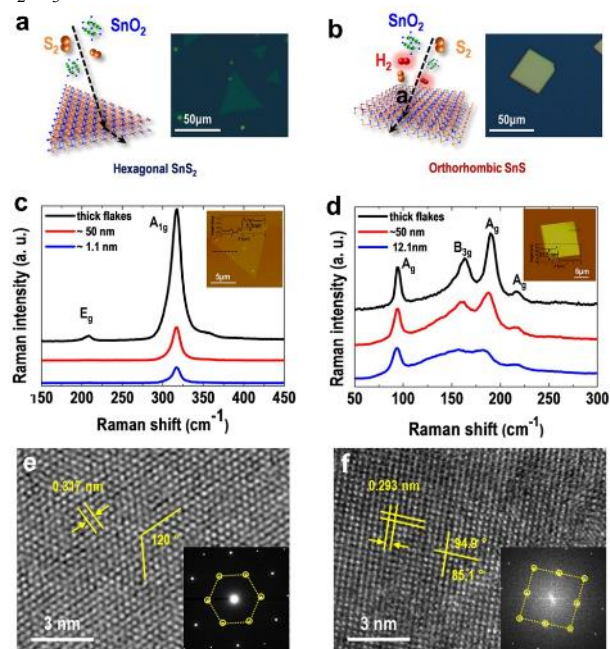 a
SnO2
S2
50μm
Hexagonal SnS2
b
S2
H2
a
50μm
Orthorhombic SnS
c
thick flakes
~ 50 nm
~ 1.1 nm
A1g
Eg
5μm
Raman intensity (a. u.)
150 200 250 300 350 400 450
Raman shift (cm-1)
d
thick flakes
~50 nm
12.1nm
Ag
B3g
Ag
Ag
5μm
Raman intensity (a. u.)
50 100 150 200 250 300
Raman shift (cm-1)
e
0.317 nm
120 °
3 nm
f
0.293 nm
94.9 °
85.1 °
3 nm